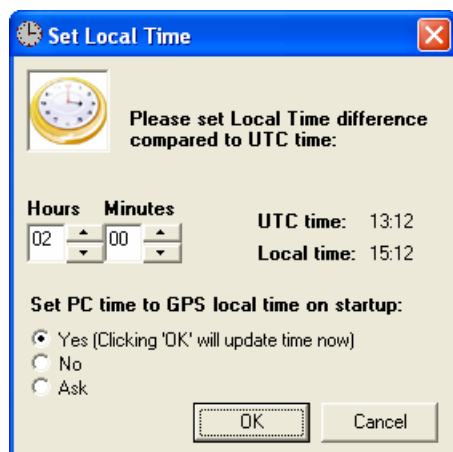 Set Local Time
Please set Local Time difference
compared to UTC time:
Hours Minutes
02 00
UTC time: 13:12
Local time: 15:12
Set PC time to GPS local time on startup:
Yes (Clicking 'OK' will update time now)
No
Ask
OK Cancel